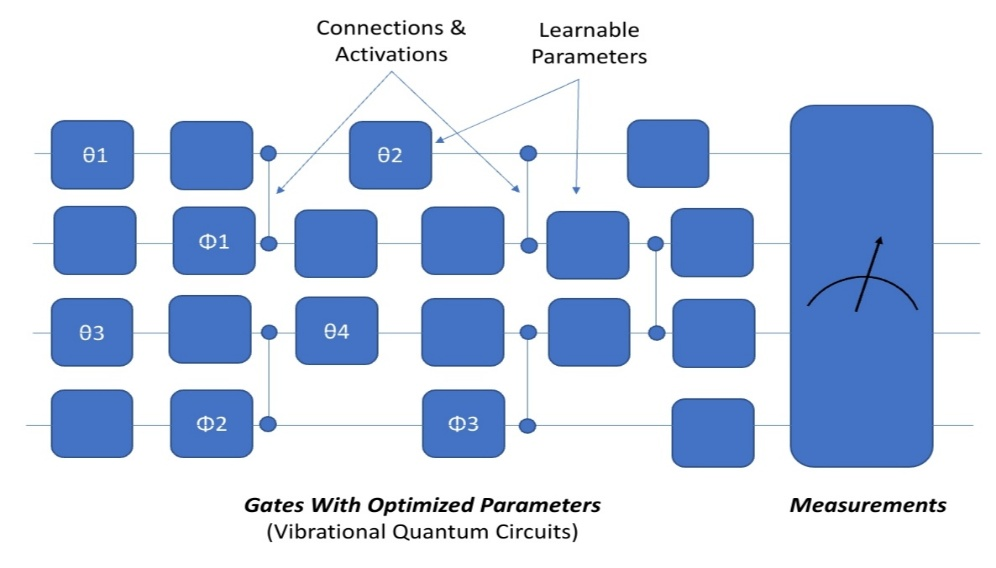 Connections &
Activations
Learnable
Parameters
θ1
θ2
Φ1
θ3
θ4
Φ2
Φ3
Gates With Optimized Parameters
(Vibrational Quantum Circuits)
Measurements